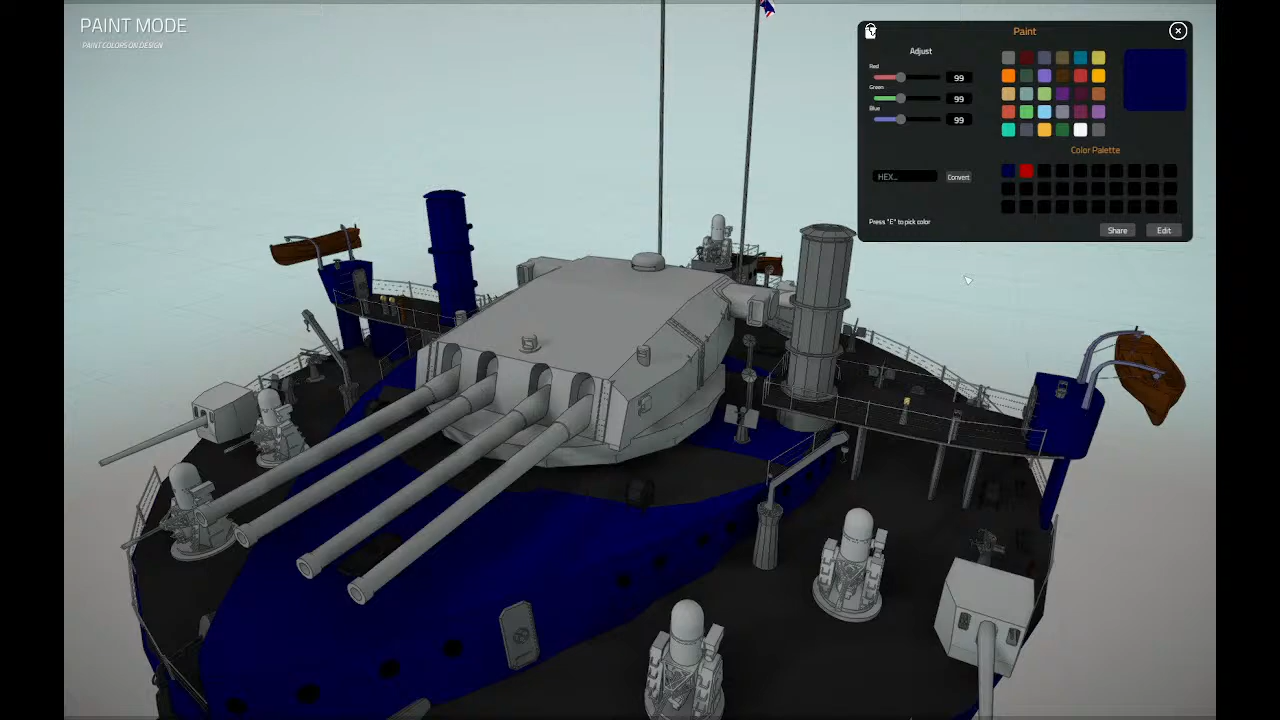 PAINT MODE
PAINT COLORS ON DESIGN
Paint
Adjust
Red
99
Green
99
Blue
99
Color Palette
HEX...
Convert
Press "E" to pick color
Share
Edit